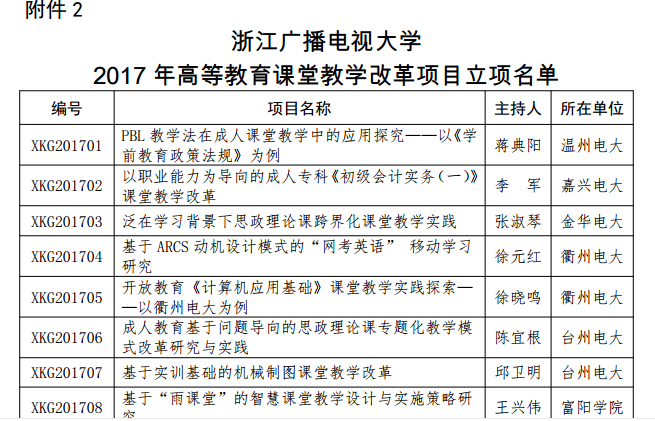 附件 2
浙江广播电视大学
2017 年高等教育课堂教学改革项目立项名单
编号 项目名称 主持人 所在单位
XKG201701 PBL 教学法在成人课堂教学中的应用探究——以《学 蒋典阳 温州电大
前教育政策法规》为例
XKG201702 以职业能力为导向的成人专科《初级会计实务（一）》 李 军 嘉兴电大
课堂教学改革
XKG201703 泛在学习背景下思政理论课跨界化课堂教学实践 张淑琴 金华电大
XKG201704 基于 ARCS 动机设计模式的“网考英语” 移动学习 徐元红 衢州电大
研究
XKG201705 开放教育《计算机应用基础》课堂教学实践探索— 徐晓鸣 衢州电大
—以衢州电大为例
XKG201706 成人教育基于问题导向的思政理论课专题化教学模 陈宜根 台州电大
式改革研究与实践
XKG201707 基于实训基础的机械制图课堂教学改革 邱卫明 台州电大
XKG201708 基于“雨课堂”的智慧课堂教学设计与实施策略研 王兴伟 富阳学院
究